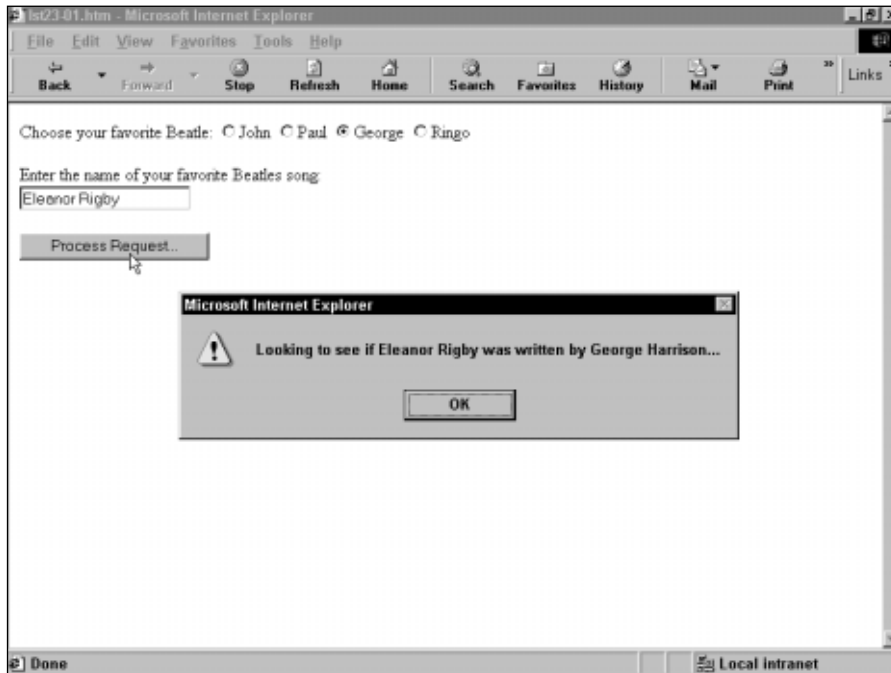 lst23-01.htm - Microsoft Internet Explorer
File Edit View Favorites Tools Help
Back Forward Stop Refresh Home Search Favorites History Mail Print » Links
Choose your favorite Beatle: John Paul George Ringo
Enter the name of your favorite Beatles song:
Eleanor Rigby
Process Request...
Microsoft Internet Explorer
Looking to see if Eleanor Rigby was written by George Harrison...
OK
Done Local intranet